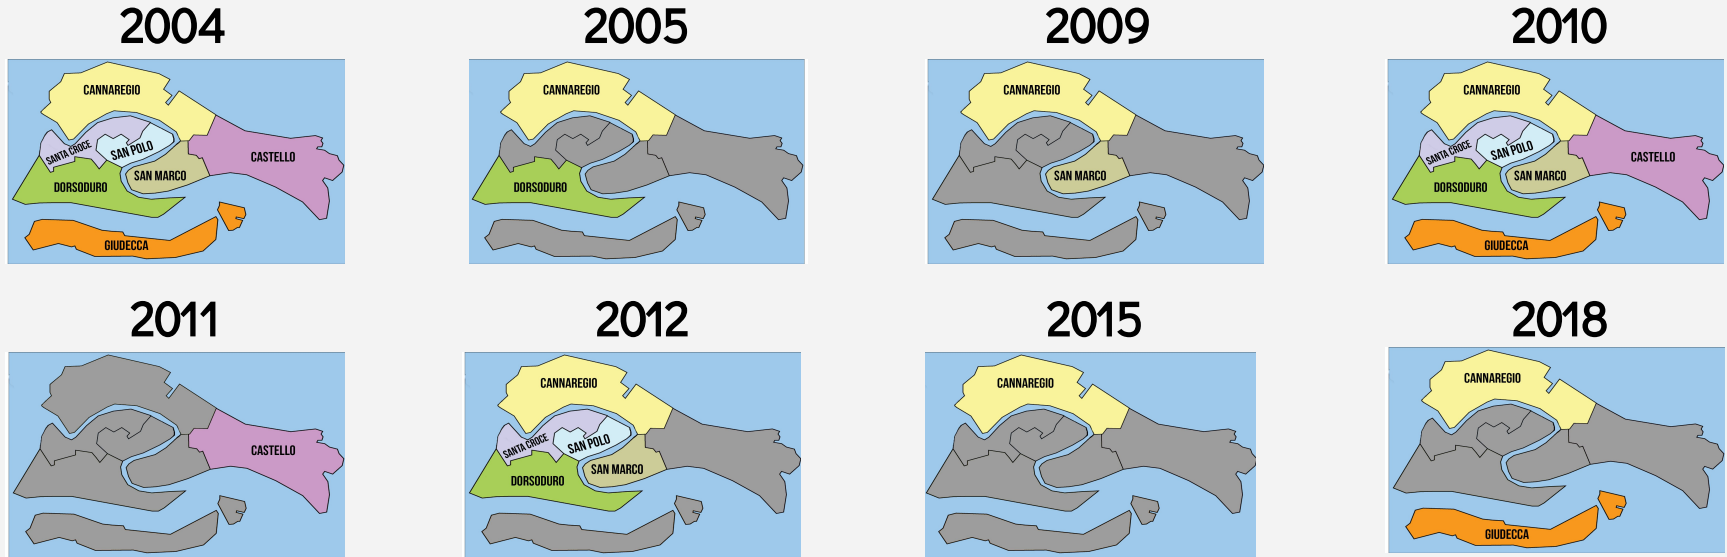 2004
2005
2009
2010
CANNAREGIO
SANTA CROCE
SAN POLO
CASTELLO
SAN MARCO
DORSODURO
GIUDECCA
CANNAREGIO
DORSODURO
CANNAREGIO
SAN MARCO
CANNAREGIO
SANTA CROCE
SAN POLO
CASTELLO
SAN MARCO
DORSODURO
GIUDECCA
2011
2012
2015
2018
CASTELLO
CANNAREGIO
SANTA CROCE
SAN POLO
SAN MARCO
DORSODURO
CANNAREGIO
CANNAREGIO
GIUDECCA